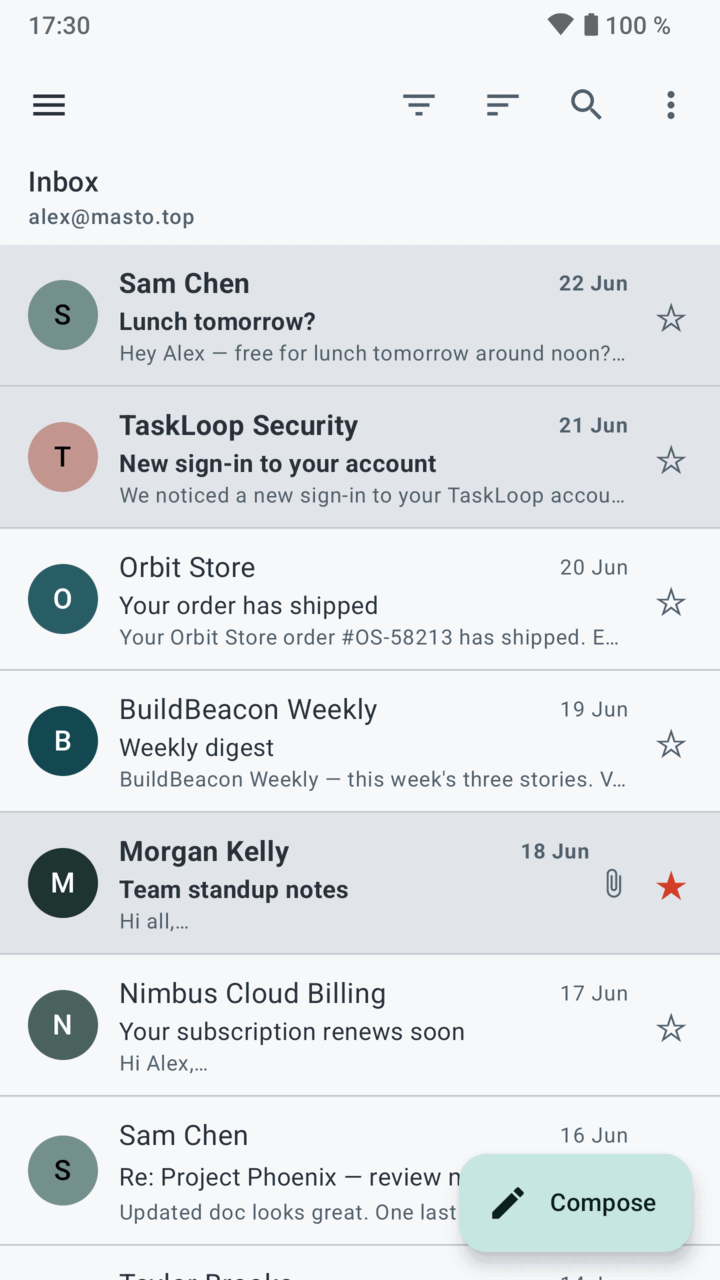 17:30
100 %
Inbox
alex@masto.top
S
Sam Chen
22 Jun
Lunch tomorrow?
Hey Alex — free for lunch tomorrow around noon?…
T
TaskLoop Security
21 Jun
New sign-in to your account
We noticed a new sign-in to your TaskLoop accou…
O
Orbit Store
20 Jun
Your order has shipped
Your Orbit Store order #OS-58213 has shipped. E…
B
BuildBeacon Weekly
19 Jun
Weekly digest
BuildBeacon Weekly — this week's three stories. V…
M
Morgan Kelly
18 Jun
Team standup notes
Hi all,…
N
Nimbus Cloud Billing
17 Jun
Your subscription renews soon
Hi Alex,…
S
Sam Chen
16 Jun
Re: Project Phoenix — review
Updated doc looks great. One last
Compose